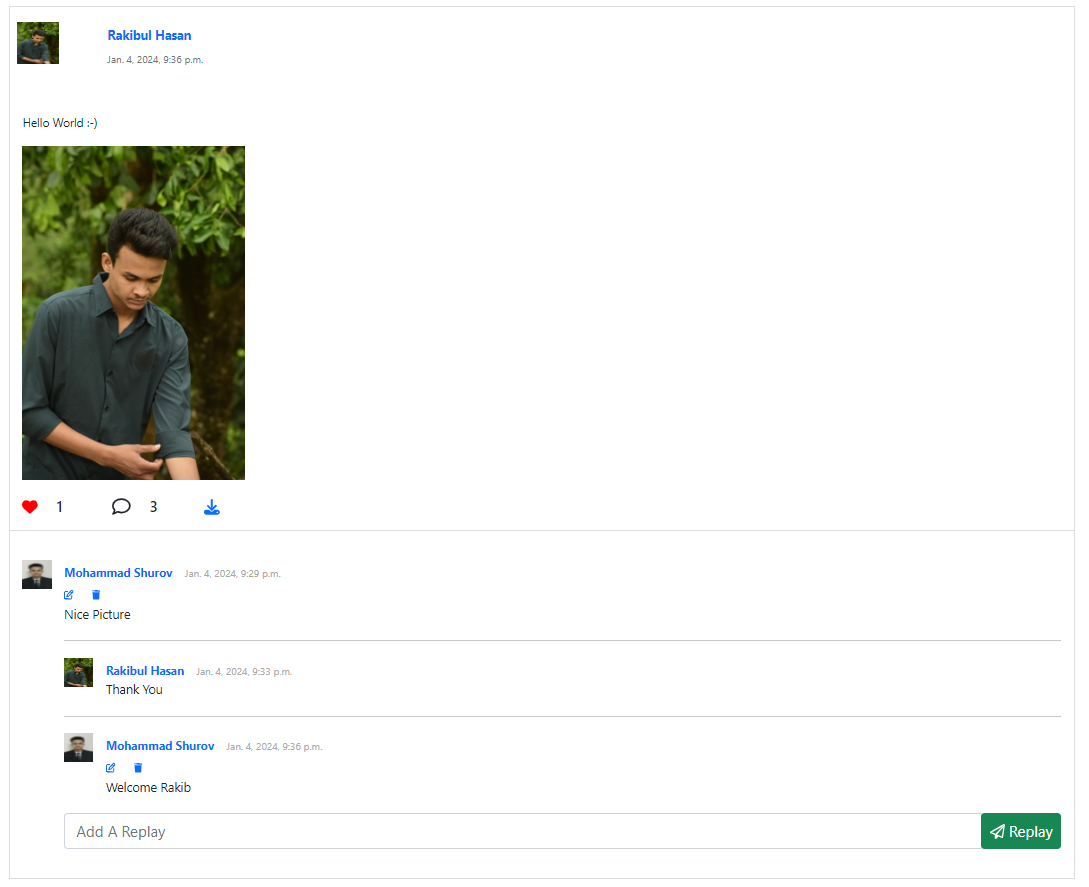 Rakibul Hasan
Jan. 4, 2024, 9:36 p.m.
Hello World :-)
1 3
Mohammad Shurov Jan. 4, 2024, 9:29 p.m.
Nice Picture
Rakibul Hasan Jan. 4, 2024, 9:33 p.m.
Thank You
Mohammad Shurov Jan. 4, 2024, 9:36 p.m.
Welcome Rakib
Add A Replay Replay